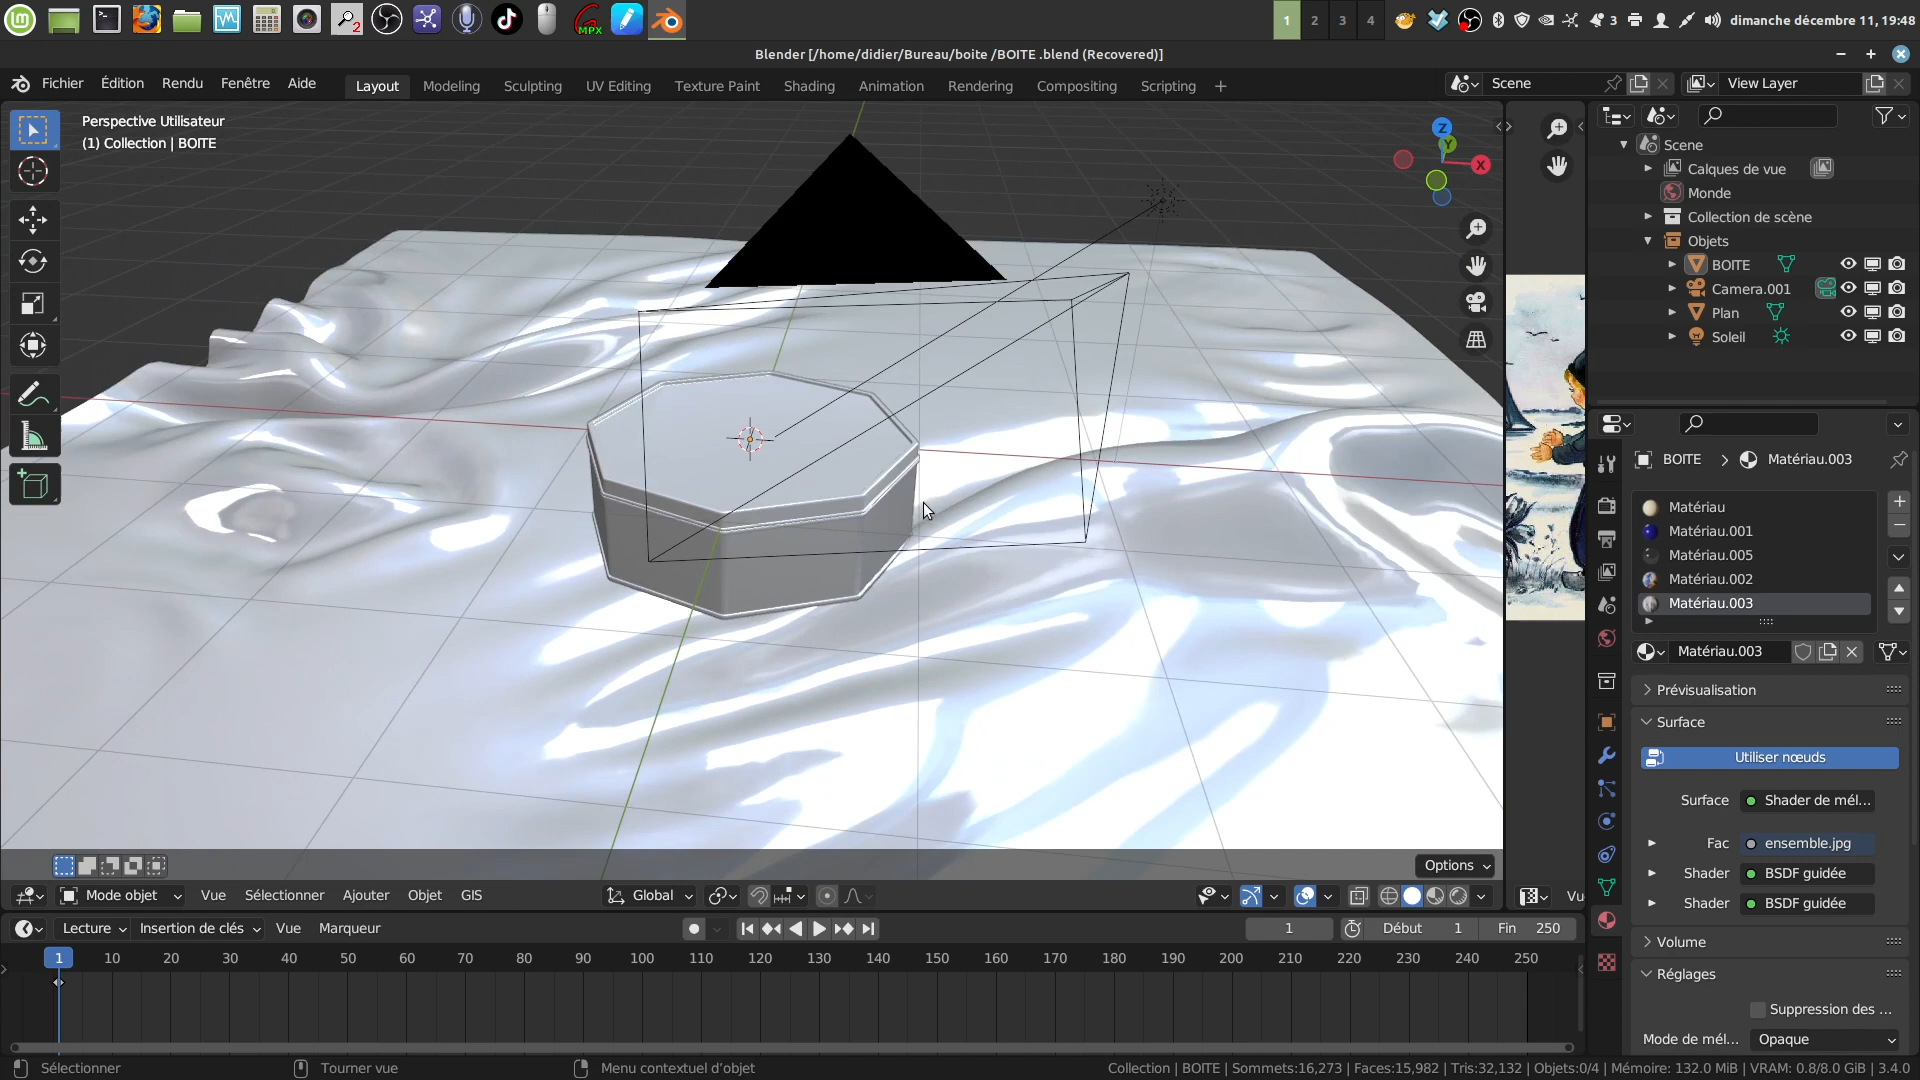 2
MPX
1 2 3 4
3
dimanche décembre 11, 19:48
Blender [/home/didier/Bureau/boite /BOITE .blend (Recovered)]
Fichier Édition Rendu Fenêtre Aide
Layout Modeling Sculpting UV Editing Texture Paint Shading Animation Rendering Compositing Scripting +
Scene
View Layer
Perspective Utilisateur
(1) Collection | BOITE
Z
Y
X
Scene
Calques de vue
Monde
Collection de scène
Objets
BOITE
Camera.001
Plan
Soleil
BOITE > Matériau.003
Matériau
Matériau.001
Matériau.005
Matériau.002
Matériau.003
Matériau.003
Prévisualisation
Surface
Utiliser nœuds
Surface Shader de mél...
Fac ensemble.jpg
Shader BSDF guidée
Shader BSDF guidée
Volume
Réglages
Suppression des ...
Mode de mél... Opaque
Options
Mode objet Vue Sélectionner Ajouter Objet GIS
Global
Vu
Lecture Insertion de clés Vue Marqueur
1 Début 1 Fin 250
1 10 20 30 40 50 60 70 80 90 100 110 120 130 140 150 160 170 180 190 200 210 220 230 240 250
Sélectionner
Tourner vue
Menu contextuel d'objet
Collection | BOITE | Sommets:16,273 | Faces:15,982 | Tris:32,132 | Objets:0/4 | Mémoire: 132.0 MiB | VRAM: 0.8/8.0 GiB | 3.4.0